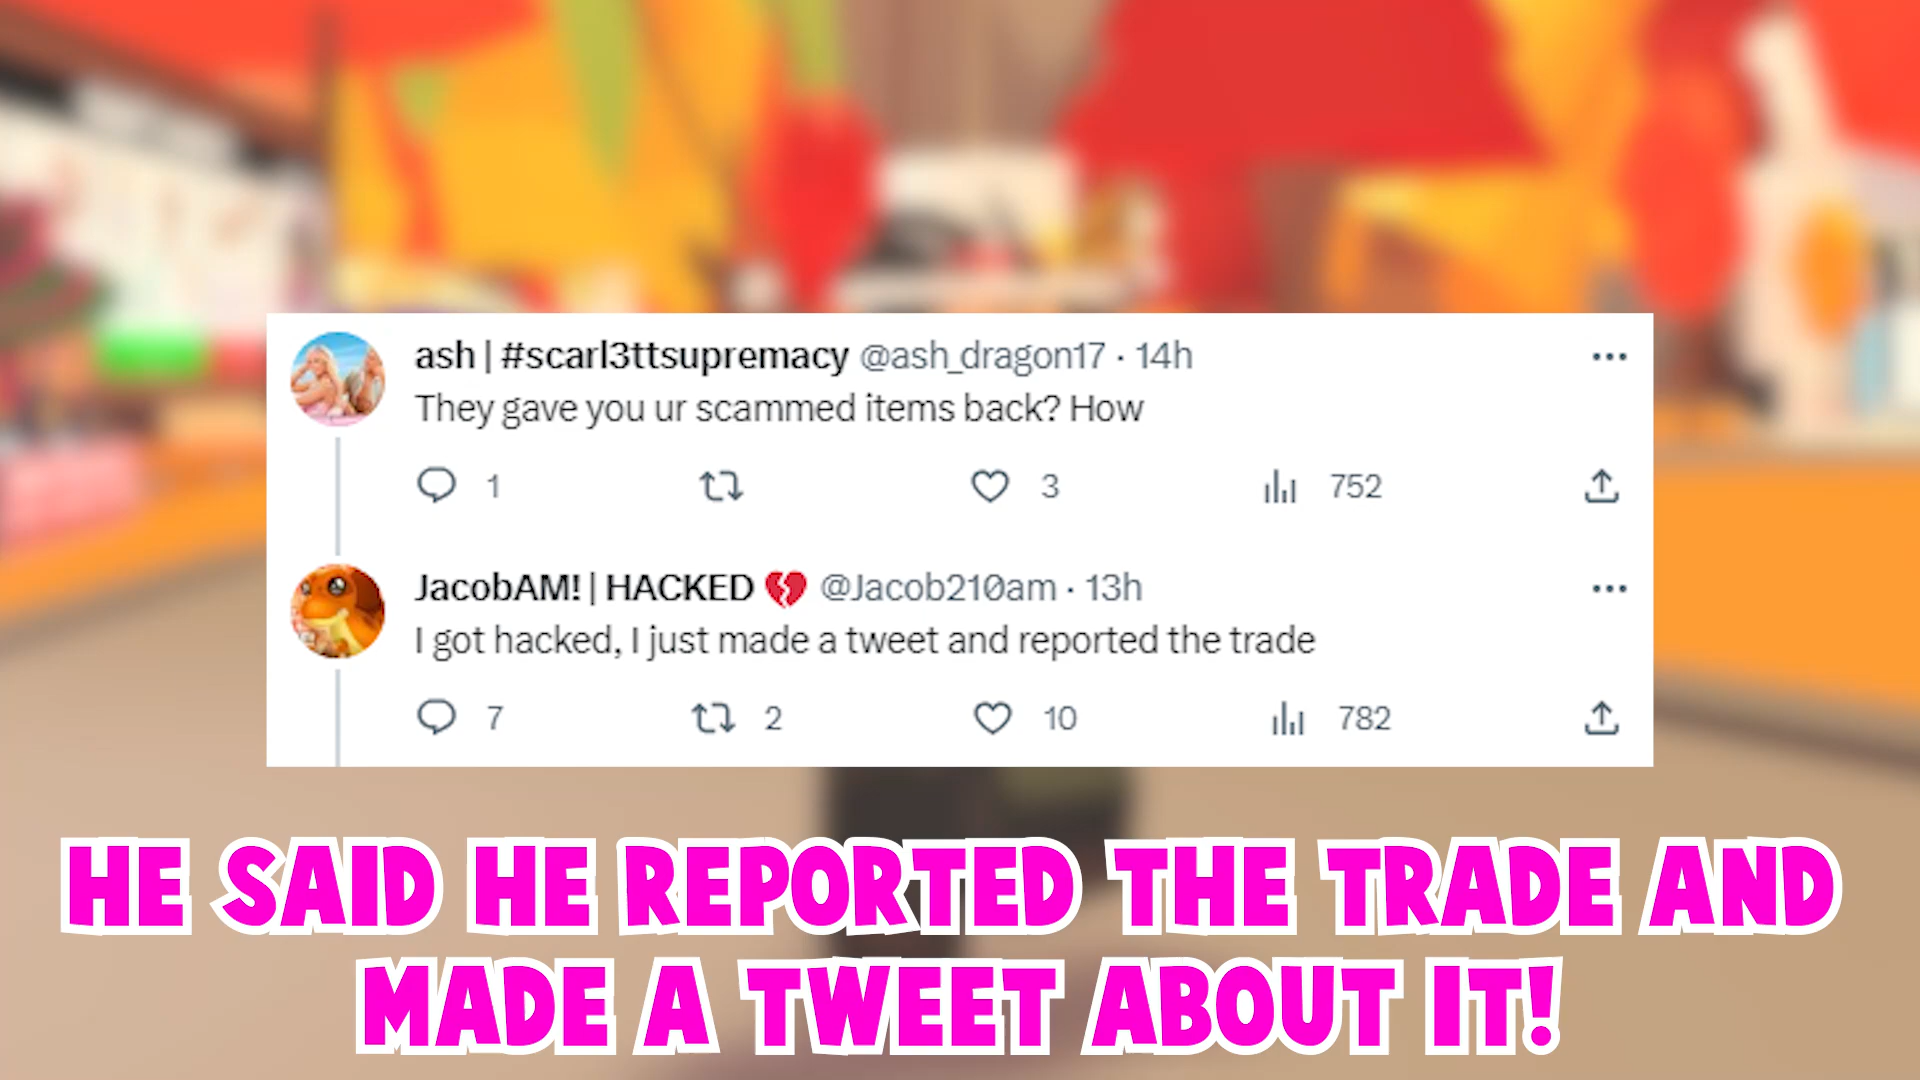 ash | #scarl3ttsupremacy @ash_dragon17 · 14h
They gave you ur scammed items back? How
1 3 752
JacobAM! | HACKED 💔 @Jacob210am · 13h
I got hacked, I just made a tweet and reported the trade
7 2 10 782
HE SAID HE REPORTED THE TRADE AND
MADE A TWEET ABOUT IT!